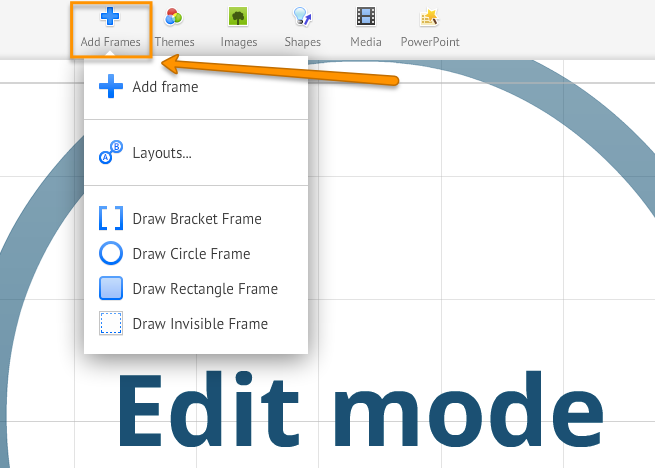 Add Frames Themes Images Shapes Media PowerPoint
Add frame
A B Layouts...
Draw Bracket Frame
Draw Circle Frame
Draw Rectangle Frame
Draw Invisible Frame
Edit mode